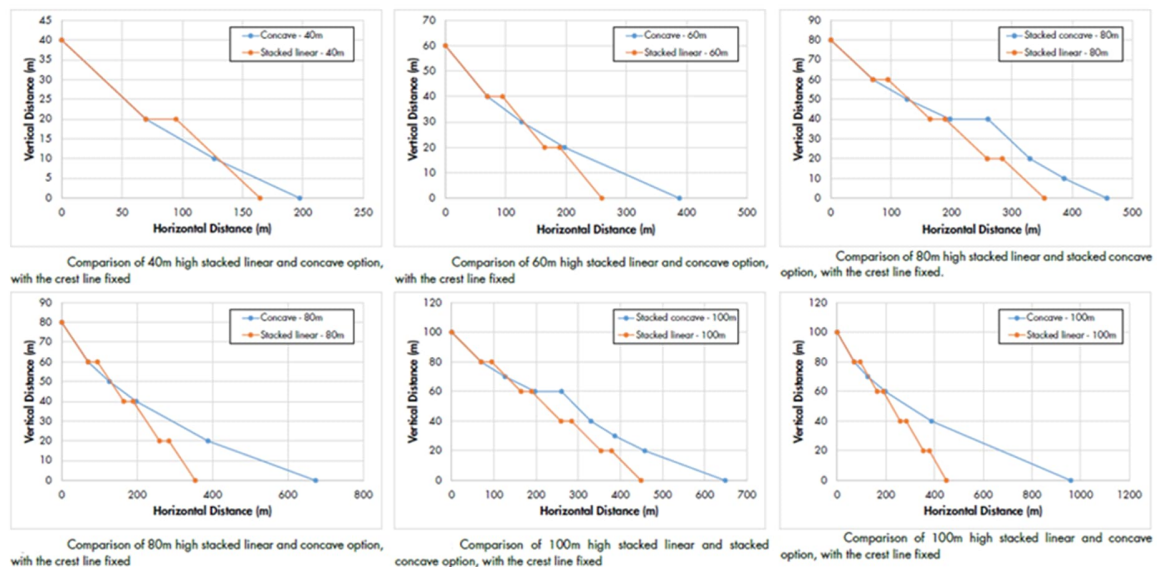 45
40
35
30
25
20
15
10
5
0
Vertical Distance (m)
Concave - 40m
Stacked linear - 40m
0 50 100 150 200 250
Horizontal Distance (m)
Comparison of 40m high stacked linear and concave option,
with the crest line fixed
70
60
50
40
30
20
10
0
Vertical Distance (m)
Concave - 60m
Stacked linear - 60m
0 100 200 300 400 500
Horizontal Distance (m)
Comparison of 60m high stacked linear and concave option,
with the crest line fixed
90
80
70
60
50
40
30
20
10
0
Vertical Distance (m)
Stacked concave - 80m
Stacked linear - 80m
0 100 200 300 400 500
Horizontal Distance (m)
Comparison of 80m high stacked linear and stacked concave
option, with the crest line fixed.
90
80
70
60
50
40
30
20
10
0
Vertical Distance (m)
Concave - 80m
Stacked linear - 80m
0 200 400 600 800
Horizontal Distance (m)
Comparison of 80m high stacked linear and concave option,
with the crest line fixed
120
100
80
60
40
20
0
Vertical Distance (m)
Stacked concave - 100m
Stacked linear - 100m
0 100 200 300 400 500 600 700
Horizontal Distance (m)
Comparison of 100m high stacked linear and stacked
concave option, with the crest line fixed
120
100
80
60
40
20
0
Vertical Distance (m)
Concave - 100m
Stacked linear - 100m
0 200 400 600 800 1000 1200
Horizontal Distance (m)
Comparison of 100m high stacked linear and concave
option, with the crest line fixed